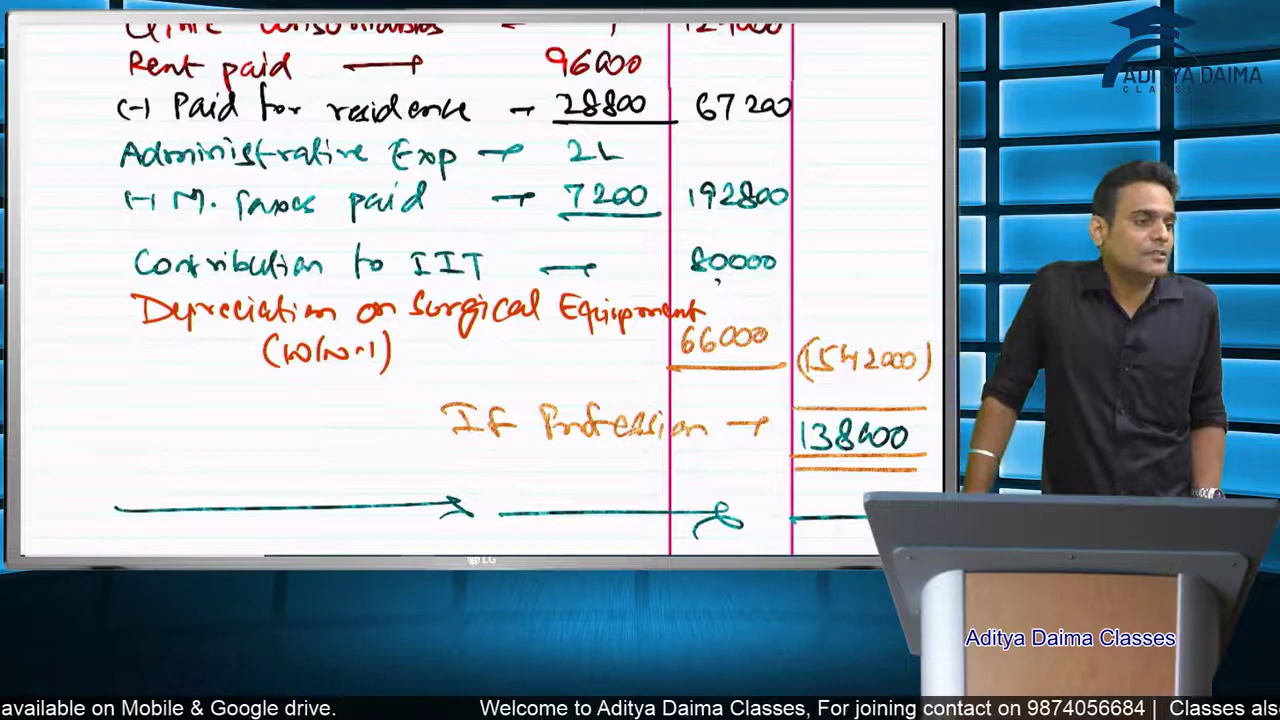 Rent paid → 96000
(-) Paid for residence → 28800 67200
Administrative Exp → 2L
(-) M. Taxes paid → 7200 192800
Contribution to IIT → 80000
Depreciation on Surgical Equipment
(W/N-1) 66000 (1542000)
If Profession → 138000
LG
ADITYA DAIMA
Aditya Daima Classes
available on Mobile & Google drive. Welcome to Aditya Daima Classes, For joining contact on 9874056684 | Classes als